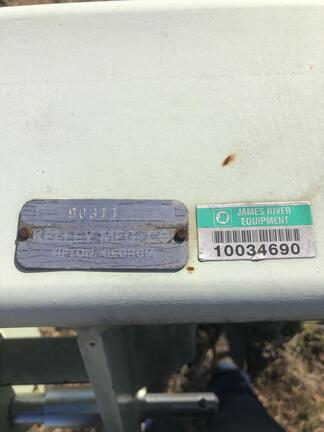 90311
KELLEY MFG. CO.
TIFTON, GEORGIA
JAMES RIVER
EQUIPMENT
10034690